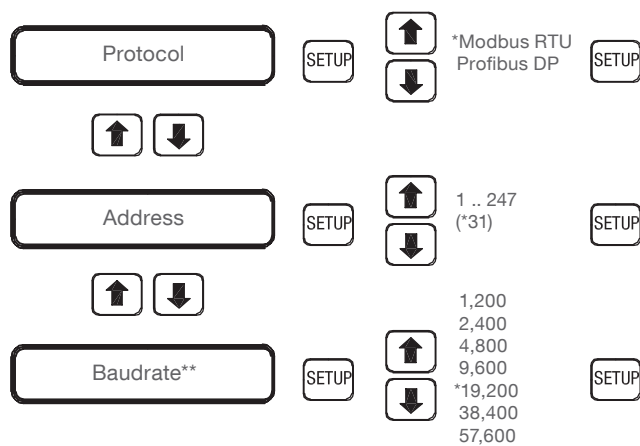 Protocol
SETUP
*Modbus RTU
Profibus DP
SETUP
Address
SETUP
1 .. 247
(*31)
SETUP
Baudrate**
SETUP
1,200
2,400
4,800
9,600
*19,200
38,400
57,600
SETUP